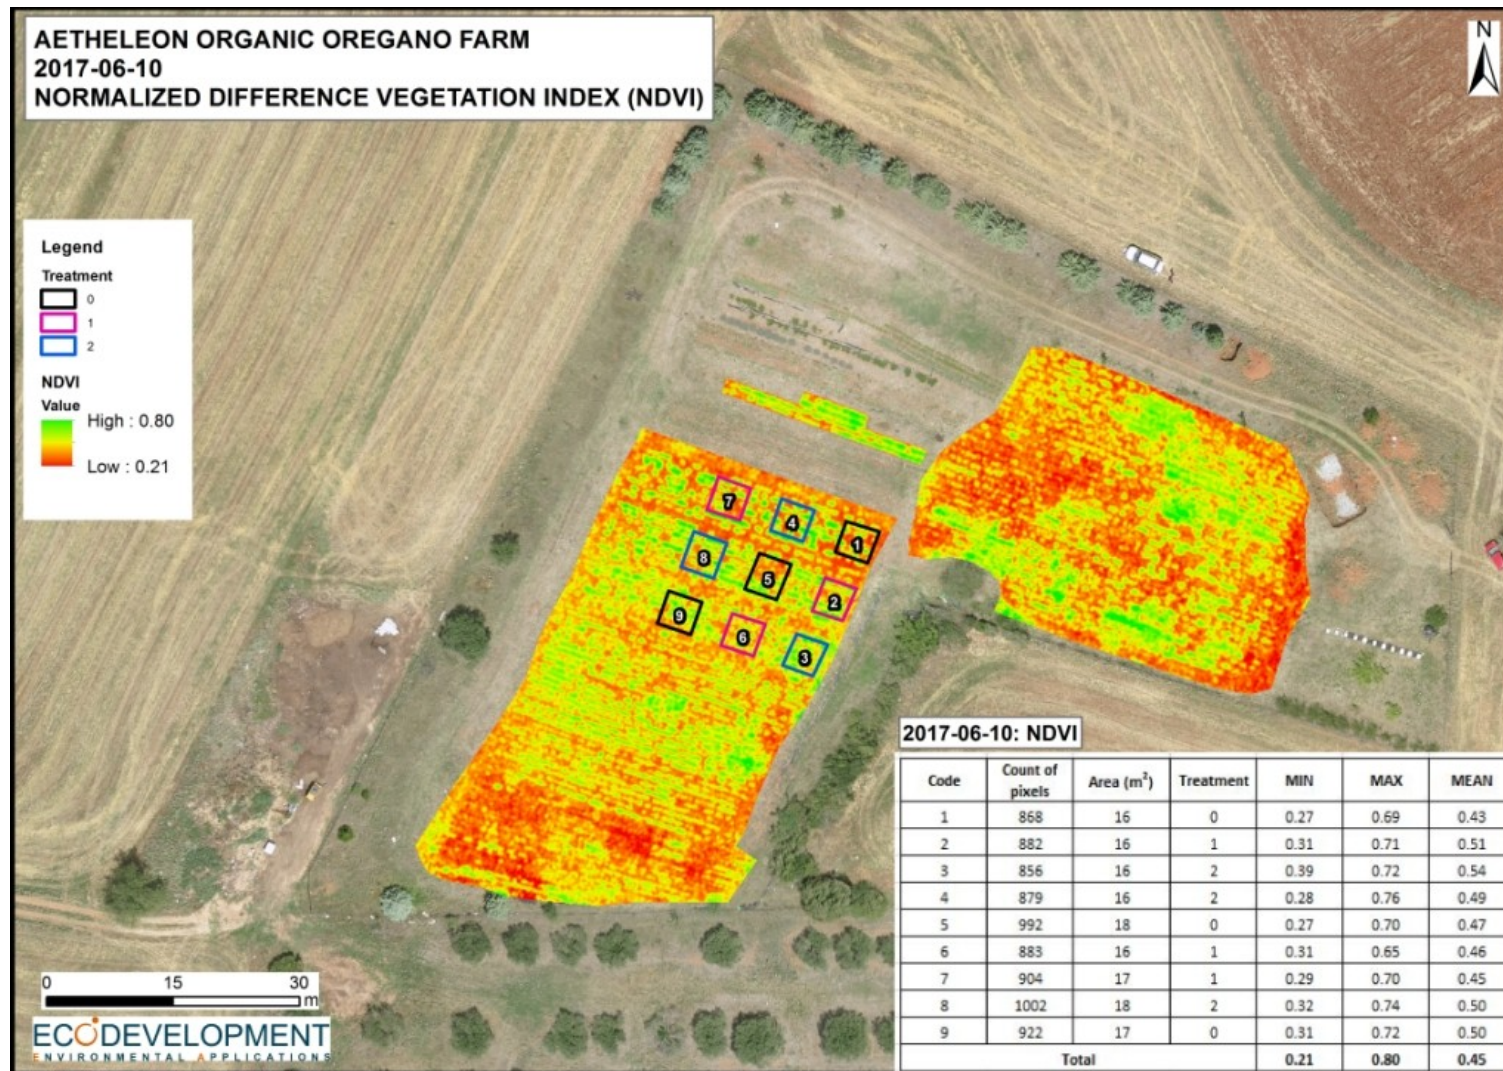 AETHELEON ORGANIC OREGANO FARM
2017-06-10
NORMALIZED DIFFERENCE VEGETATION INDEX (NDVI)
N
Legend
Treatment
0
1
2
NDVI
Value
High : 0.80
Low : 0.21
7
4
1
8
5
2
9
6
3
2017-06-10: NDVI
Code Count of pixels Area (m²) Treatment MIN MAX MEAN
1 868 16 0 0.27 0.69 0.43
2 882 16 1 0.31 0.71 0.51
3 856 16 2 0.39 0.72 0.54
4 879 16 2 0.28 0.76 0.49
5 992 18 0 0.27 0.70 0.47
6 883 16 1 0.31 0.65 0.46
7 904 17 1 0.29 0.70 0.45
8 1002 18 2 0.32 0.74 0.50
9 922 17 0 0.31 0.72 0.50
Total 0.21 0.80 0.45
0 15 30
m
ECODEVELOPMENT
ENVIRONMENTAL APPLICATIONS